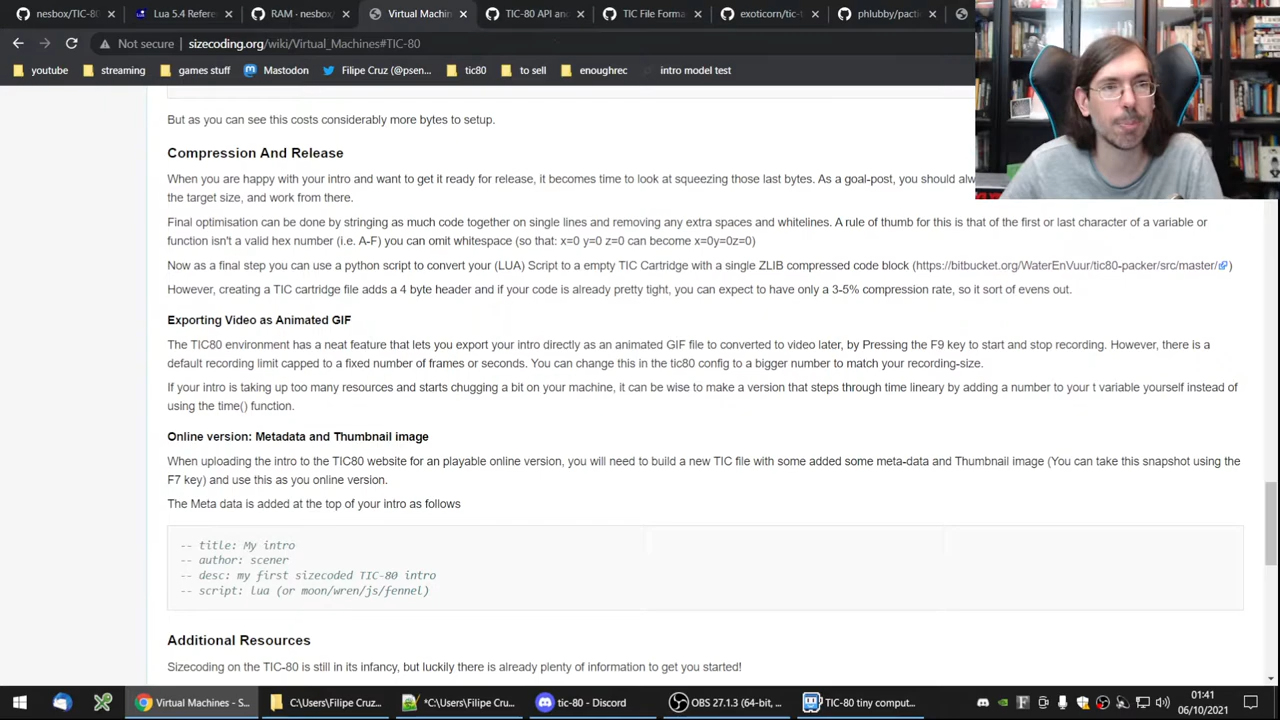 nesbox/TIC-80
Lua 5.4 Refere
RAM · nesbox/
Virtual Machin
TIC-80 API an
TIC File Forma
exoticorn/tic-t
phlubby/pacti
Not secure
sizecoding.org/wiki/Virtual_Machines#TIC-80
youtube
streaming
games stuff
Mastodon
Filipe Cruz (@psen...
tic80
to sell
enoughrec
intro model test
But as you can see this costs considerably more bytes to setup.
Compression And Release
When you are happy with your intro and want to get it ready for release, it becomes time to look at squeezing those last bytes. As a goal-post, you should alw
the target size, and work from there.
Final optimisation can be done by stringing as much code together on single lines and removing any extra spaces and whitelines. A rule of thumb for this is that of the first or last character of a variable or
function isn't a valid hex number (i.e. A-F) you can omit whitespace (so that: x=0 y=0 z=0 can become x=0y=0z=0)
Now as a final step you can use a python script to convert your (LUA) Script to a empty TIC Cartridge with a single ZLIB compressed code block (https://bitbucket.org/WaterEnVuur/tic80-packer/src/master/ )
However, creating a TIC cartridge file adds a 4 byte header and if your code is already pretty tight, you can expect to have only a 3-5% compression rate, so it sort of evens out.
Exporting Video as Animated GIF
The TIC80 environment has a neat feature that lets you export your intro directly as an animated GIF file to converted to video later, by Pressing the F9 key to start and stop recording. However, there is a
default recording limit capped to a fixed number of frames or seconds. You can change this in the tic80 config to a bigger number to match your recording-size.
If your intro is taking up too many resources and starts chugging a bit on your machine, it can be wise to make a version that steps through time lineary by adding a number to your t variable yourself instead of
using the time() function.
Online version: Metadata and Thumbnail image
When uploading the intro to the TIC80 website for an playable online version, you will need to build a new TIC file with some added some meta-data and Thumbnail image (You can take this snapshot using the
F7 key) and use this as you online version.
The Meta data is added at the top of your intro as follows
-- title: My intro
-- author: scener
-- desc: my first sizecoded TIC-80 intro
-- script: lua (or moon/wren/js/fennel)
Additional Resources
Sizecoding on the TIC-80 is still in its infancy, but luckily there is already plenty of information to get you started!
Virtual Machines - S...
C:\Users\Filipe Cruz...
*C:\Users\Filipe Cru...
tic-80 - Discord
OBS 27.1.3 (64-bit, ...
TIC-80 tiny comput...
01:41
06/10/2021